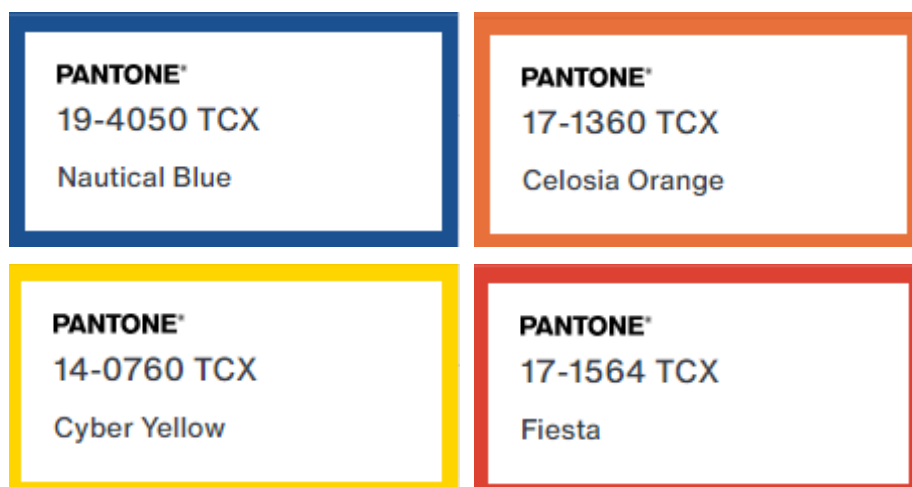 PANTONE®
19-4050 TCX
Nautical Blue
PANTONE®
17-1360 TCX
Celosia Orange
PANTONE®
14-0760 TCX
Cyber Yellow
PANTONE®
17-1564 TCX
Fiesta